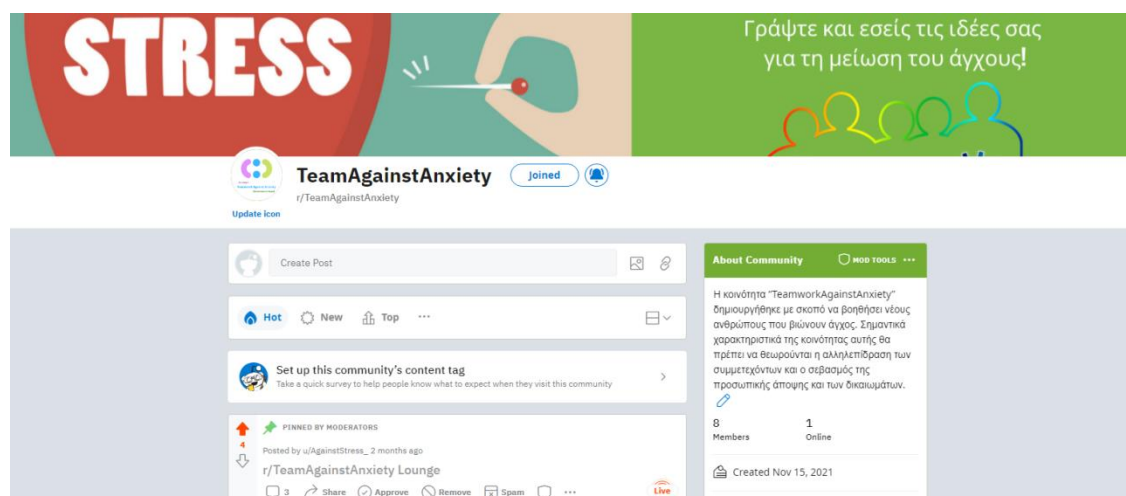 STRESS
Γράψτε και εσείς τις ιδέες σας
για τη μείωση του άγχους!
TeamAgainstAnxiety
Joined
r/TeamAgainstAnxiety
Update icon
Create Post
Hot
New
Top
Set up this community's content tag
Take a quick survey to help people know what to expect when they visit this community
4
PINNED BY MODERATORS
Posted by u/AgainstStress_ 2 months ago
r/TeamAgainstAnxiety Lounge
3 Share Approve Remove Spam ...
Live
About Community MOD TOOLS ...
Η κοινότητα "TeamworkAgainstAnxiety"
δημιουργήθηκε με σκοπό να βοηθήσει νέους
ανθρώπους που βιώνουν άγχος. Σημαντικά
χαρακτηριστικά της κοινότητας αυτής θα
πρέπει να θεωρούνται η αλληλεπίδραση των
συμμετεχόντων και ο σεβασμός της
προσωπικής άποψης και των δικαιωμάτων.
8 1
Members Online
Created Nov 15, 2021